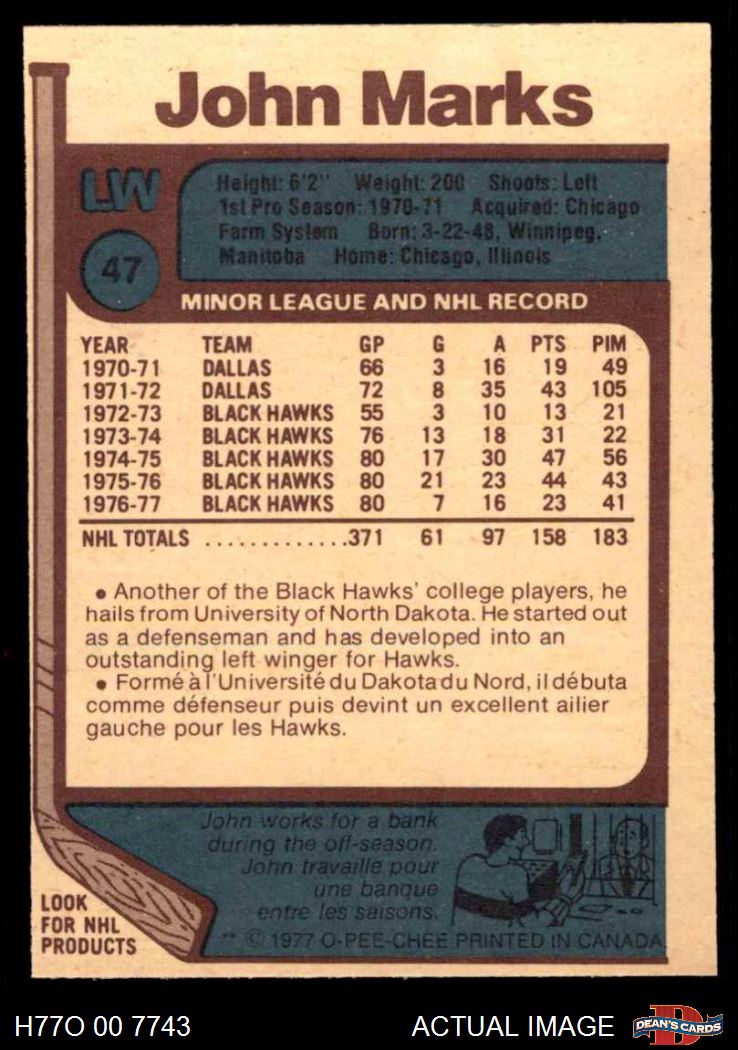 John Marks
LW
47
Height: 6'2" Weight: 200 Shoots: Left
1st Pro Season: 1970-71 Acquired: Chicago
Farm System Born: 3-22-48, Winnipeg,
Manitoba Home: Chicago, Illinois
MINOR LEAGUE AND NHL RECORD
YEAR TEAM GP G A PTS PIM
1970-71 DALLAS 66 3 16 19 49
1971-72 DALLAS 72 8 35 43 105
1972-73 BLACK HAWKS 55 3 10 13 21
1973-74 BLACK HAWKS 76 13 18 31 22
1974-75 BLACK HAWKS 80 17 30 47 56
1975-76 BLACK HAWKS 80 21 23 44 43
1976-77 BLACK HAWKS 80 7 16 23 41
NHL TOTALS .............371 61 97 158 183
• Another of the Black Hawks' college players, he
hails from University of North Dakota. He started out
as a defenseman and has developed into an
outstanding left winger for Hawks.
• Formé à l'Université du Dakota du Nord, il débuta
comme défenseur puis devint un excellent ailier
gauche pour les Hawks.
John works for a bank
during the off-season.
John travaille pour
une banque
entre les saisons.
LOOK
FOR NHL
PRODUCTS
** © 1977 O-PEE-CHEE PRINTED IN CANADA
H77O 00 7743 ACTUAL IMAGE
DEAN'S CARDS